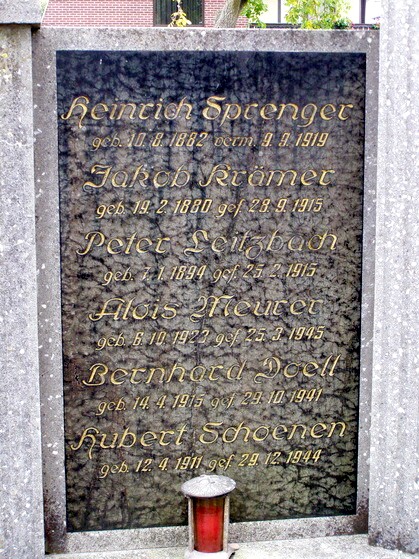 Heinrich Sprenger
geb. 10. 8. 1882 verm. 9. 9. 1919
Jakob Krämer
geb. 19. 2. 1880 gef. 28. 9. 1915
Peter Leitzbach
geb. 7. 1. 1894 gef. 25. 2. 1915
Alois Meurer
geb. 8. 10. 1923 gef. 25. 3. 1945
Bernhard Doell
geb. 14. 4. 1915 gef. 29. 10. 1941
Hubert Schoenen
geb. 12. 4. 1911 gef. 29. 12. 1944